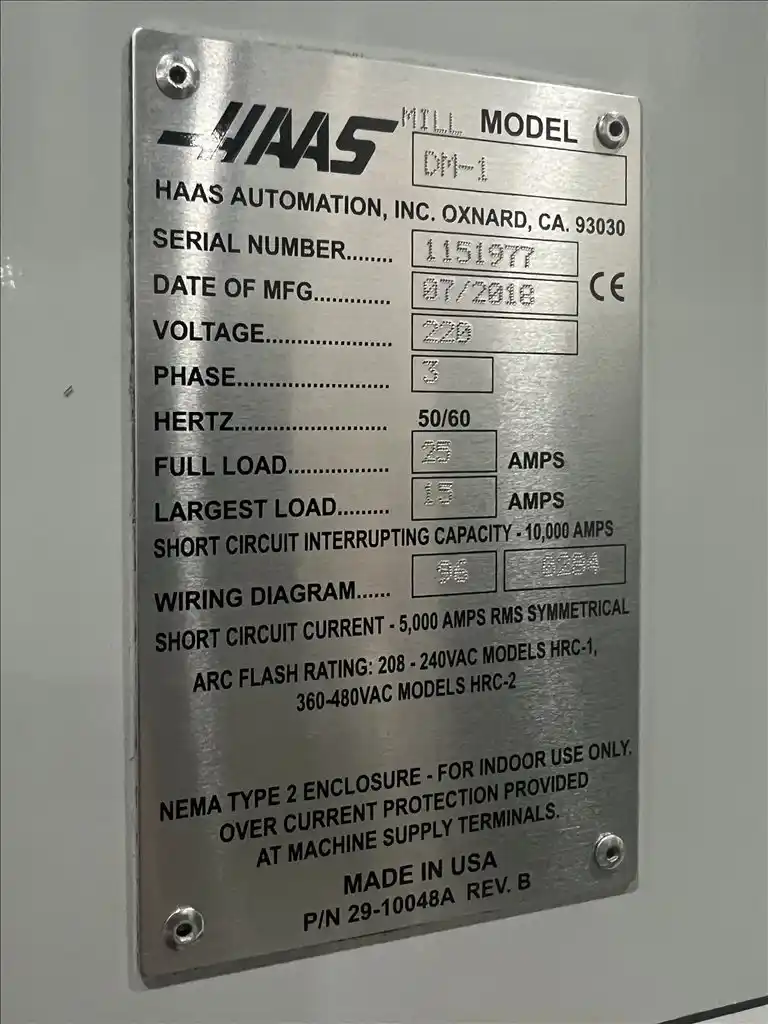 HAAS MILL MODEL
DM-1
HAAS AUTOMATION, INC. OXNARD, CA. 93030
SERIAL NUMBER........ 1151977
DATE OF MFG............. 07/2018 CE
VOLTAGE...................... 220
PHASE.......................... 3
HERTZ.......................... 50/60
FULL LOAD................. 25 AMPS
LARGEST LOAD......... 15 AMPS
SHORT CIRCUIT INTERRUPTING CAPACITY - 10,000 AMPS
WIRING DIAGRAM...... 96 0284
SHORT CIRCUIT CURRENT - 5,000 AMPS RMS SYMMETRICAL
ARC FLASH RATING: 208 - 240VAC MODELS HRC-1,
360-480VAC MODELS HRC-2
NEMA TYPE 2 ENCLOSURE - FOR INDOOR USE ONLY.
OVER CURRENT PROTECTION PROVIDED
AT MACHINE SUPPLY TERMINALS.
MADE IN USA
P/N 29-10048A REV. B